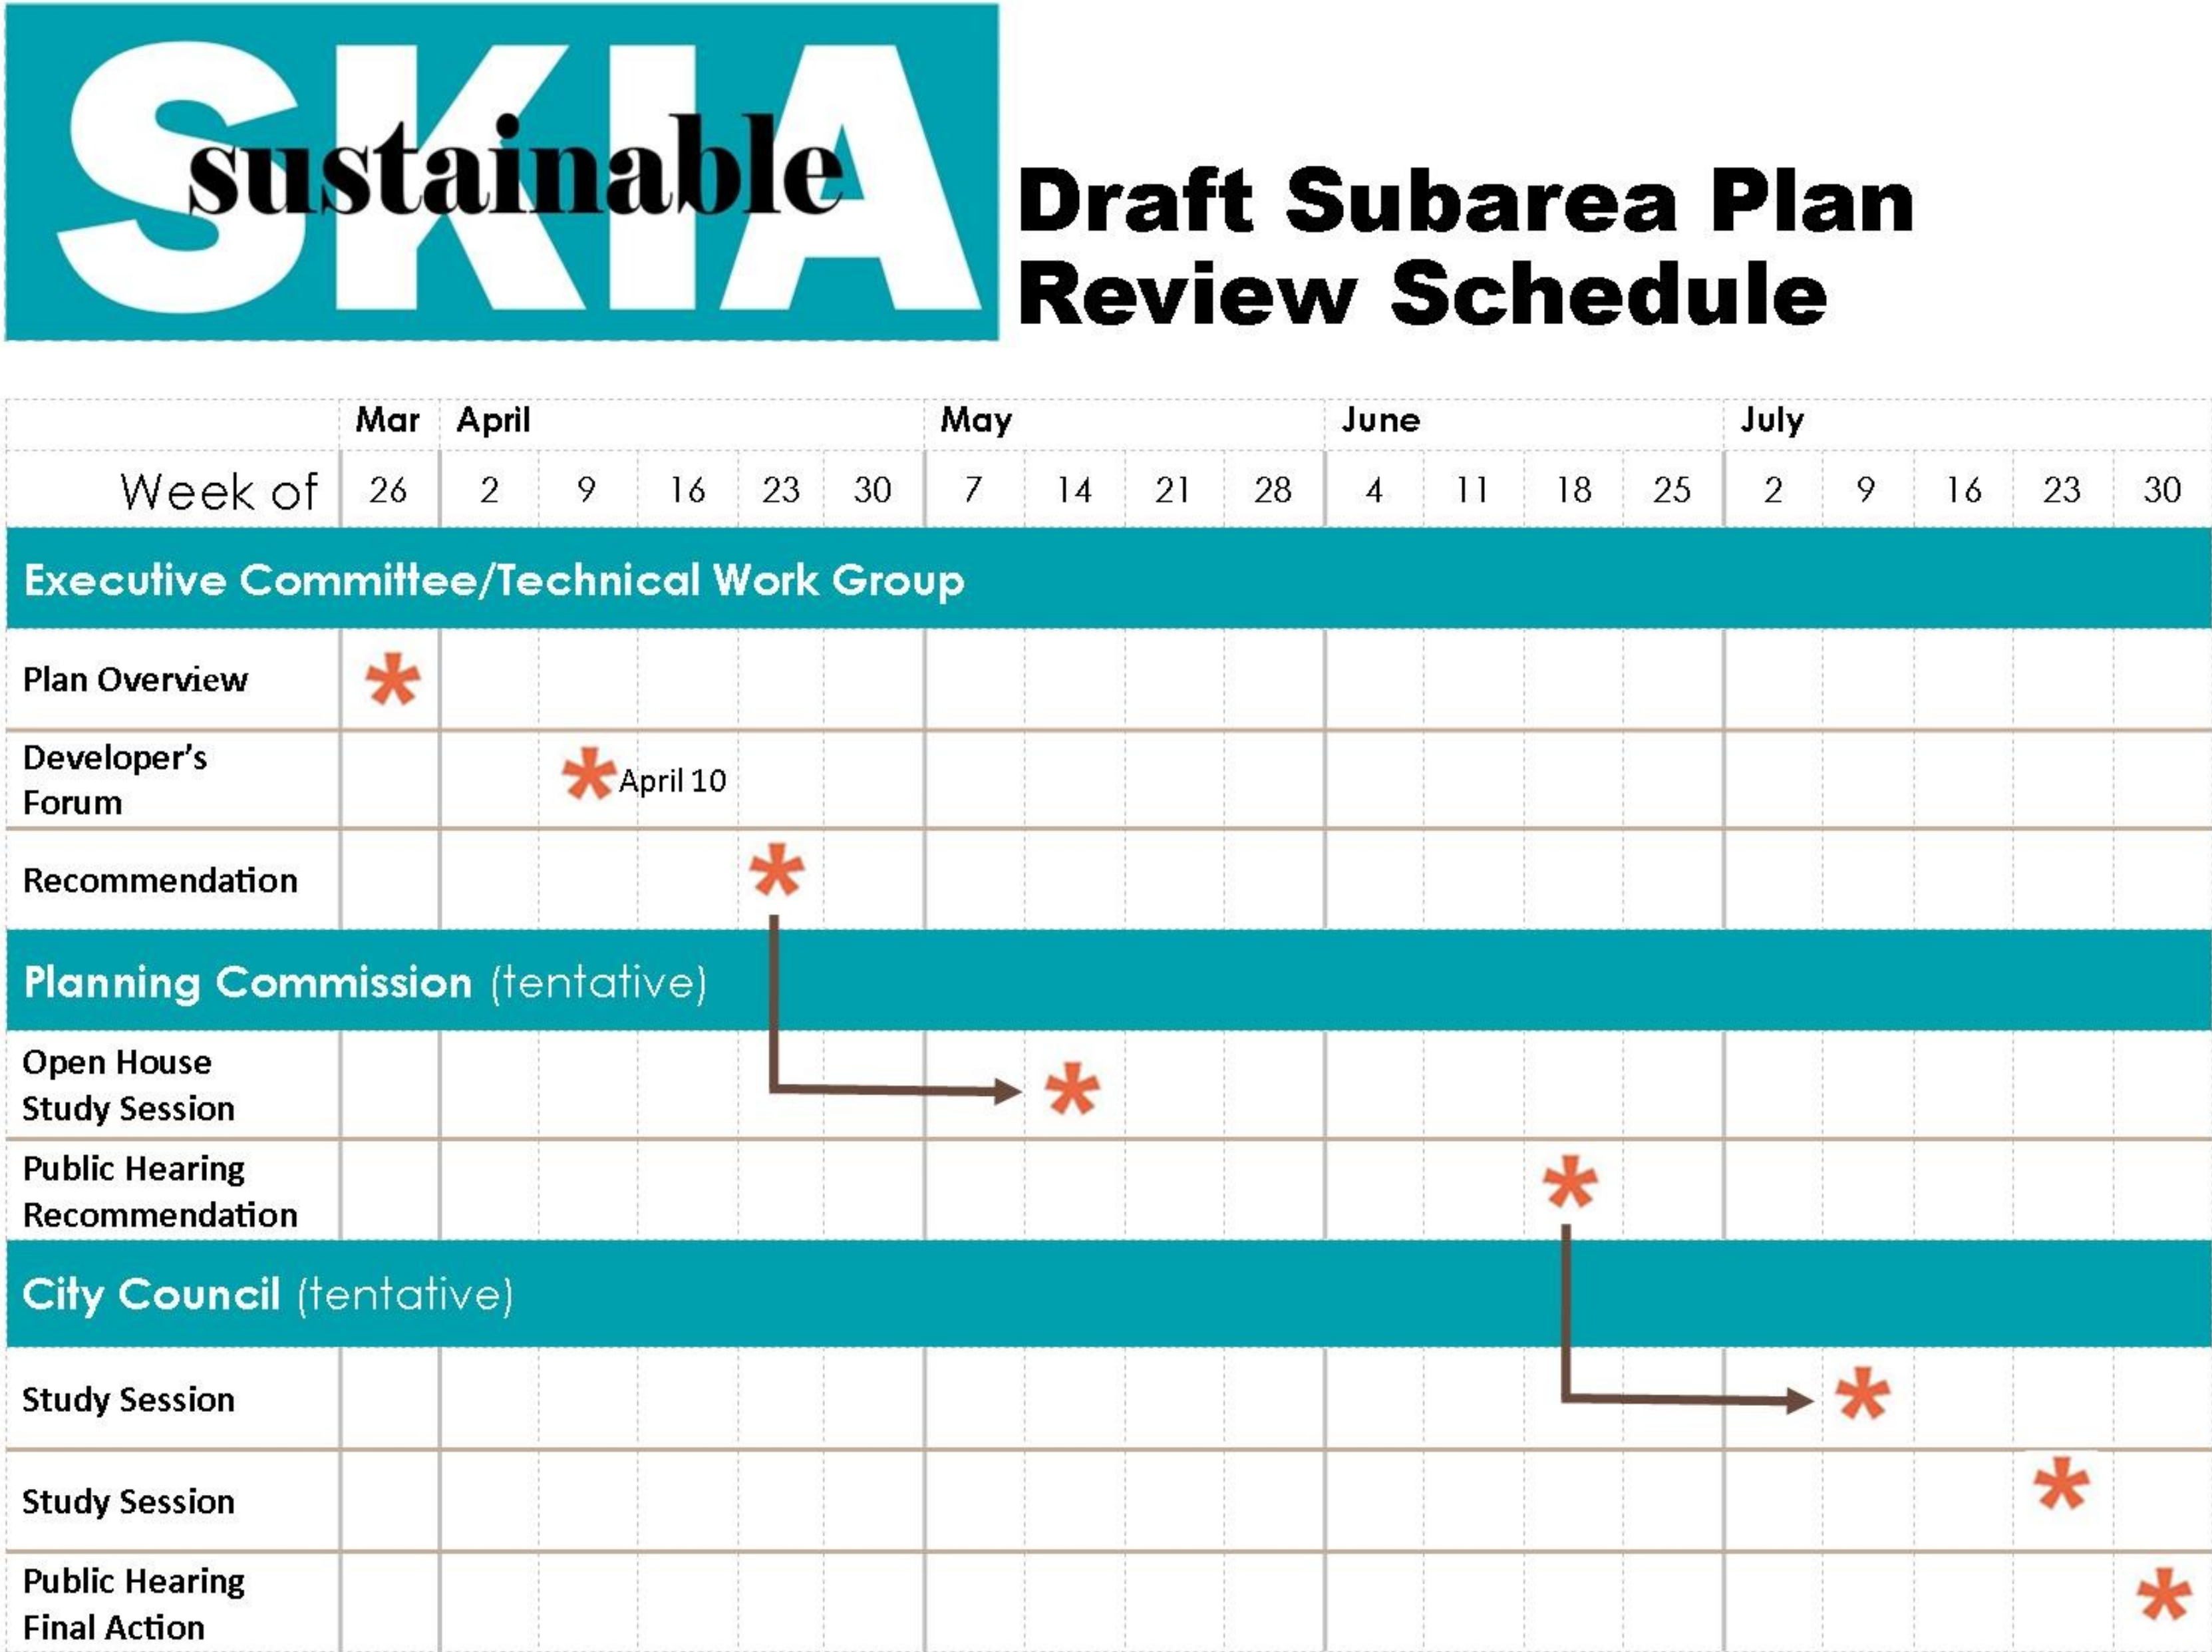 SKIA
sustainable
Draft Subarea Plan
Review Schedule
Mar April May June July
Week of 26 2 9 16 23 30 7 14 21 28 4 11 18 25 2 9 16 23 30
Executive Committee/Technical Work Group
Plan Overview *
Developer's
Forum
* April 10
Recommendation *
Planning Commission (tentative)
Open House
Study Session
*
Public Hearing
Recommendation
*
City Council (tentative)
Study Session *
Study Session *
Public Hearing
Final Action
*